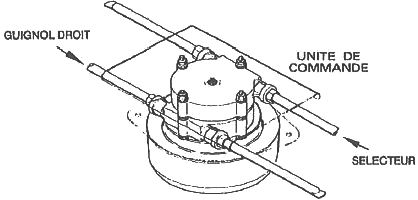 GUIGNOL DROIT
UNITE DE
COMMANDE
SELECTEUR